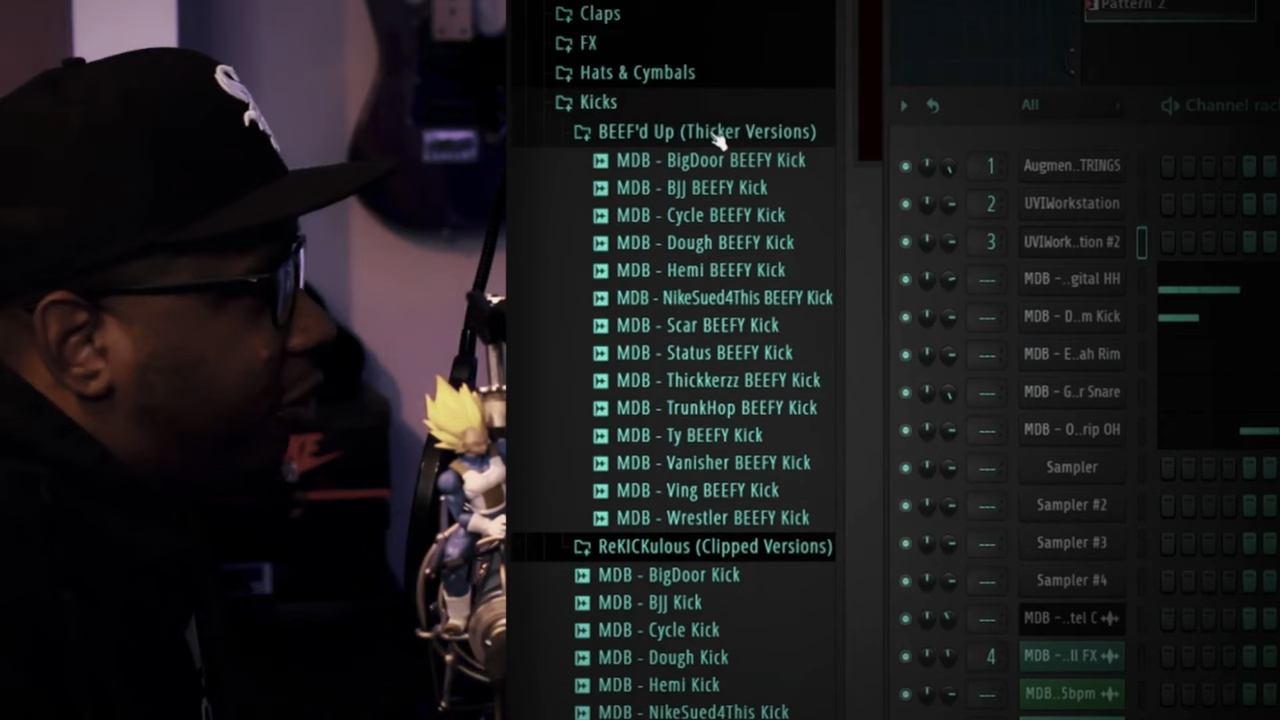 Claps
FX
Hats & Cymbals
Kicks
BEEF'd Up (Thicker Versions)
MDB - BigDoor BEEFY Kick
MDB - BJJ BEEFY Kick
MDB - Cycle BEEFY Kick
MDB - Dough BEEFY Kick
MDB - Hemi BEEFY Kick
MDB - NikeSued4This BEEFY Kick
MDB - Scar BEEFY Kick
MDB - Status BEEFY Kick
MDB - Thickkerzz BEEFY Kick
MDB - TrunkHop BEEFY Kick
MDB - Ty BEEFY Kick
MDB - Vanisher BEEFY Kick
MDB - Ving BEEFY Kick
MDB - Wrestler BEEFY Kick
ReKICKulous (Clipped Versions)
MDB - BigDoor Kick
MDB - BJJ Kick
MDB - Cycle Kick
MDB - Dough Kick
MDB - Hemi Kick
MDB - NikeSued4This Kick
Pattern 2
All
Channel rac
1 Augmen..TRINGS
2 UVIWorkstation
3 UVIWork..tion #2
--- MDB - ..gital HH
--- MDB - D..m Kick
--- MDB - E..ah Rim
--- MDB - G..r Snare
--- MDB - O..rip OH
--- Sampler
--- Sampler #2
--- Sampler #3
--- Sampler #4
--- MDB - ..tel C
4 MDB - ..ll FX
--- MDB..5bpm